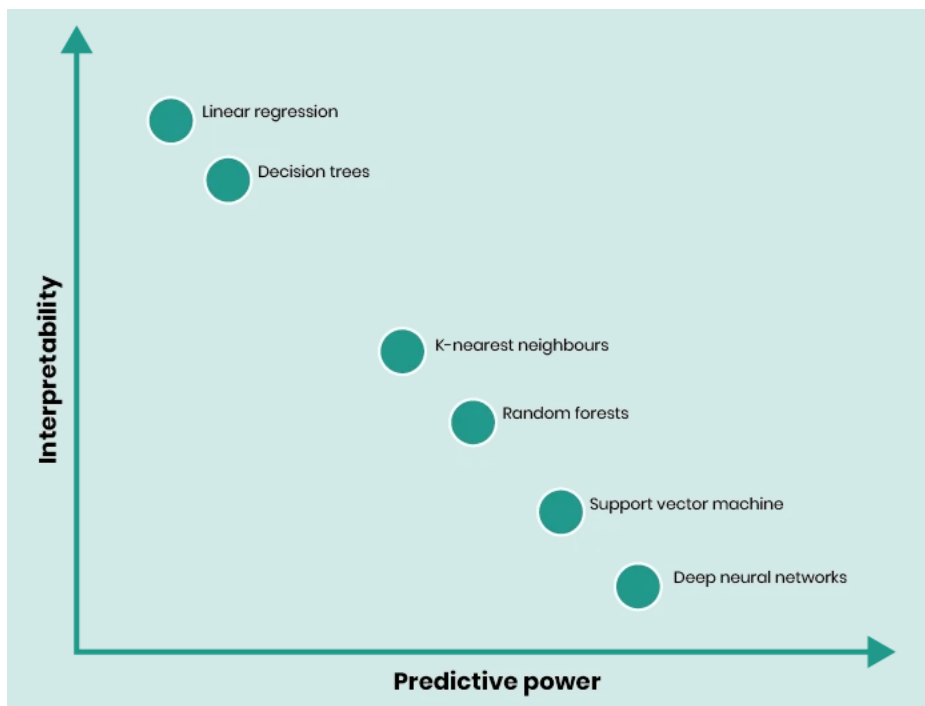 Linear regression
Decision trees
Interpretability
K-nearest neighbours
Random forests
Support vector machine
Deep neural networks
Predictive power